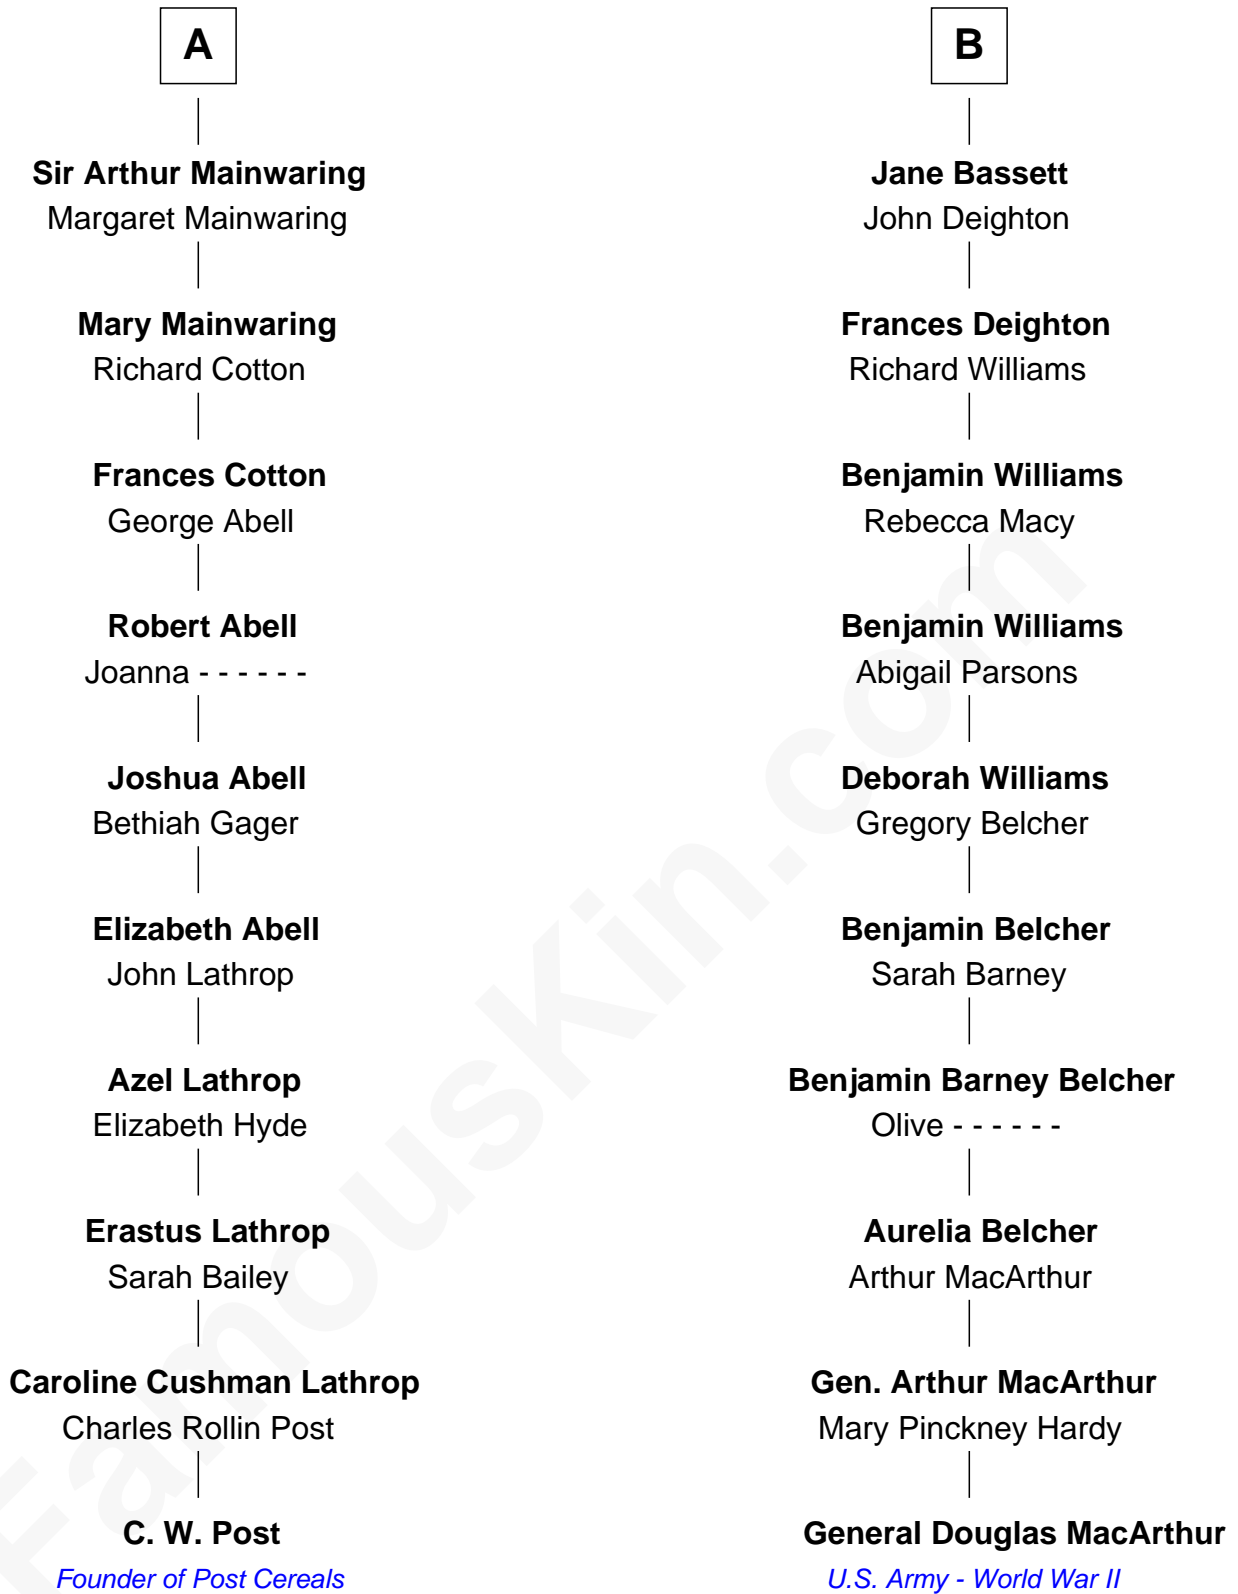 A
Sir Arthur Mainwaring
Margaret Mainwaring
Mary Mainwaring
Richard Cotton
Frances Cotton
George Abell
Robert Abell
Joanna - - - - - -
Joshua Abell
Bethiah Gager
Elizabeth Abell
John Lathrop
Azel Lathrop
Elizabeth Hyde
Erastus Lathrop
Sarah Bailey
Caroline Cushman Lathrop
Charles Rollin Post
C. W. Post
Founder of Post Cereals
B
Jane Bassett
John Deighton
Frances Deighton
Richard Williams
Benjamin Williams
Rebecca Macy
Benjamin Williams
Abigail Parsons
Deborah Williams
Gregory Belcher
Benjamin Belcher
Sarah Barney
Benjamin Barney Belcher
Olive - - - - - -
Aurelia Belcher
Arthur MacArthur
Gen. Arthur MacArthur
Mary Pinckney Hardy
General Douglas MacArthur
U.S. Army - World War II
FamousKin.com